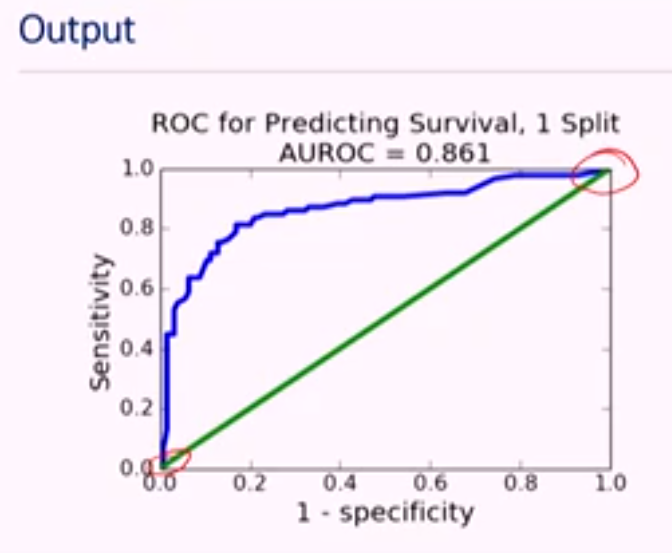 Output
ROC for Predicting Survival, 1 Split
AUROC = 0.861
1.0
0.8
0.6
0.4
0.2
0.0
Sensitivity
0.0 0.2 0.4 0.6 0.8 1.0
1 - specificity